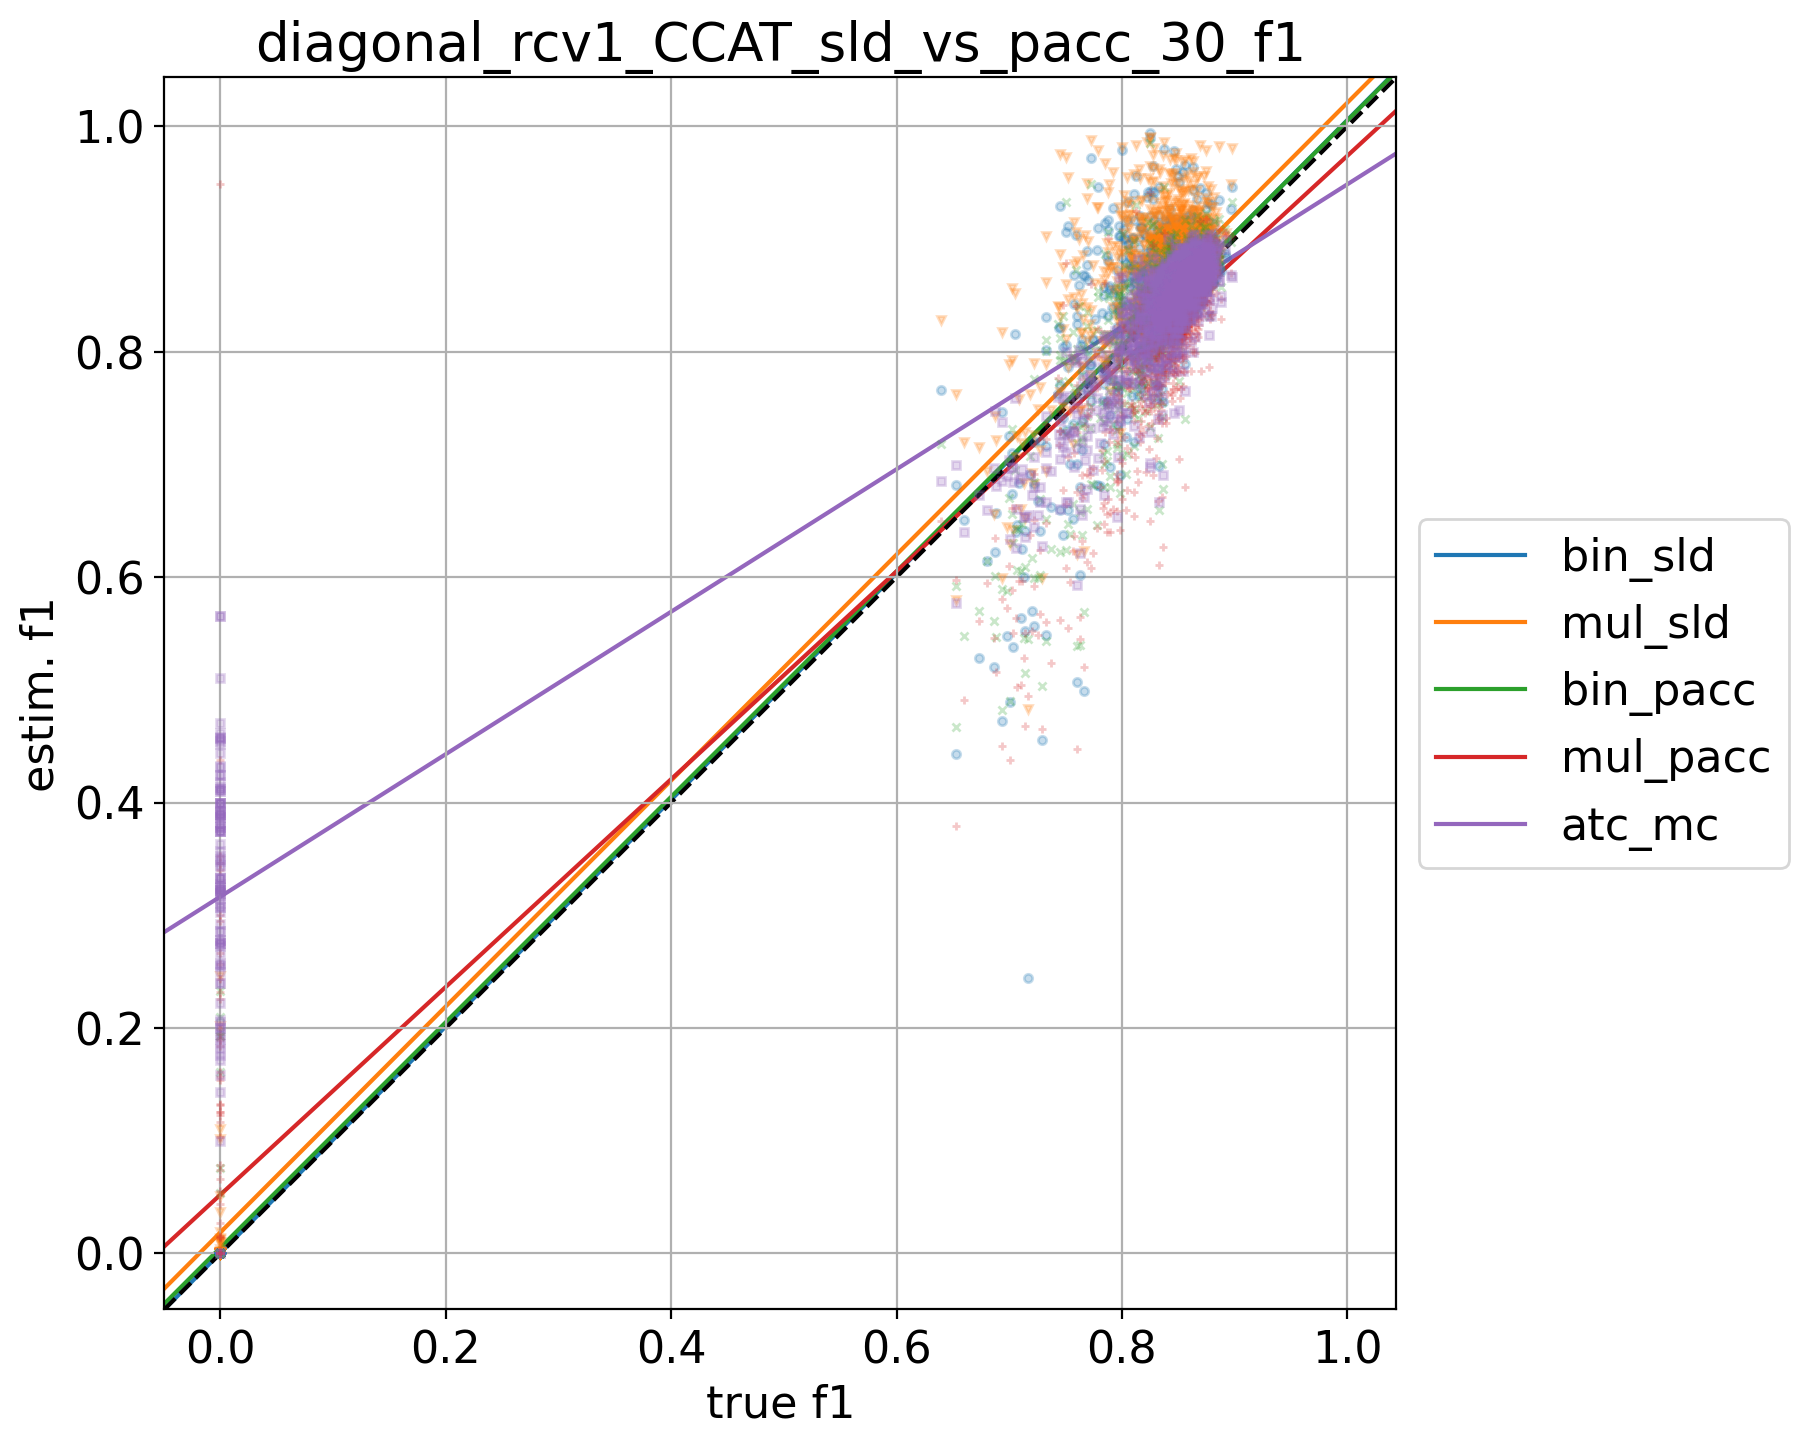 diagonal_rcv1_CCAT_sld_vs_pacc_30_f1
1.0
0.8
0.6
0.4
0.2
0.0
estim. f1
0.0 0.2 0.4 0.6 0.8 1.0
true f1
bin_sld
mul_sld
bin_pacc
mul_pacc
atc_mc